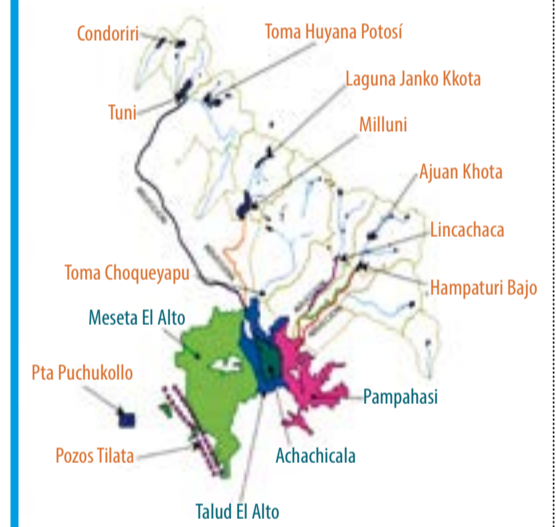 Condoriri
Toma Huyana Potosí
Laguna Janko Kkota
Tuni
Milluni
Ajuan Khota
Lincachaca
Toma Choqueyapu
Hampaturi Bajo
Meseta El Alto
Pta Puchukollo
Pampahasi
Pozos Tilata
Achachicala
Talud El Alto